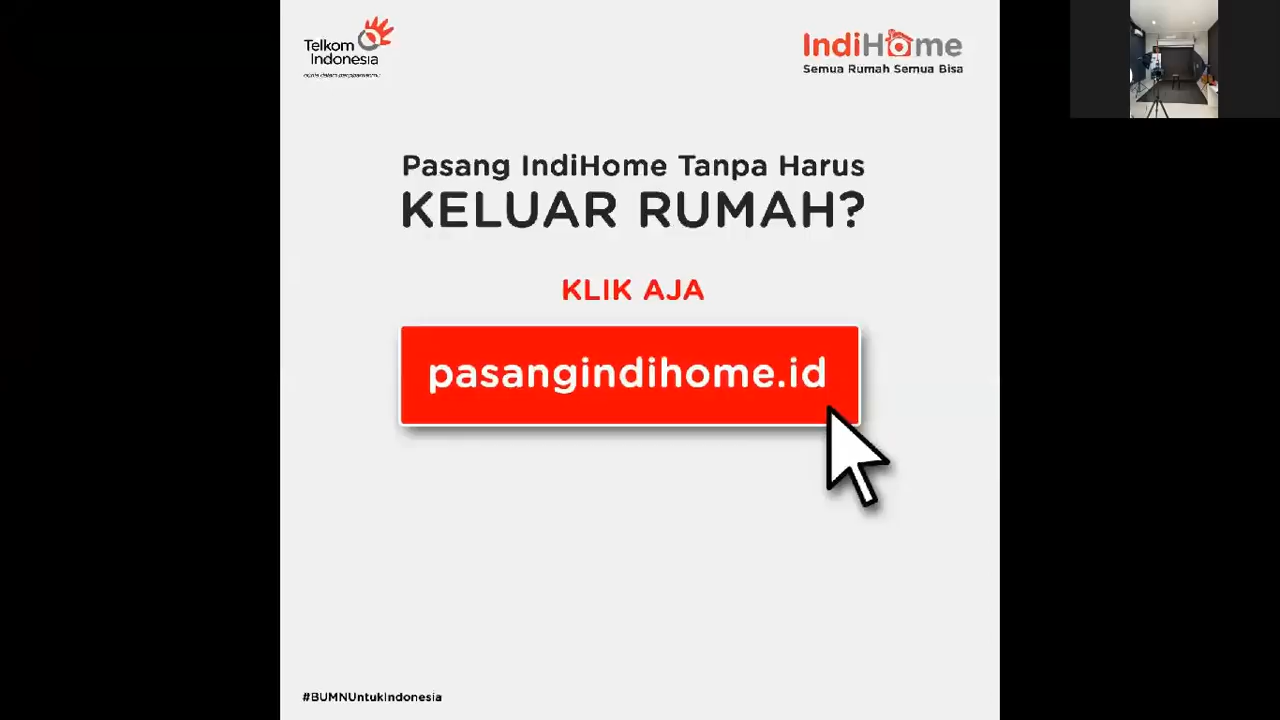 Telkom
Indonesia
IndiHome
Semua Rumah Semua Bisa
Pasang IndiHome Tanpa Harus
KELUAR RUMAH?
KLIK AJA
pasangindihome.id
#BUMNUntukIndonesia